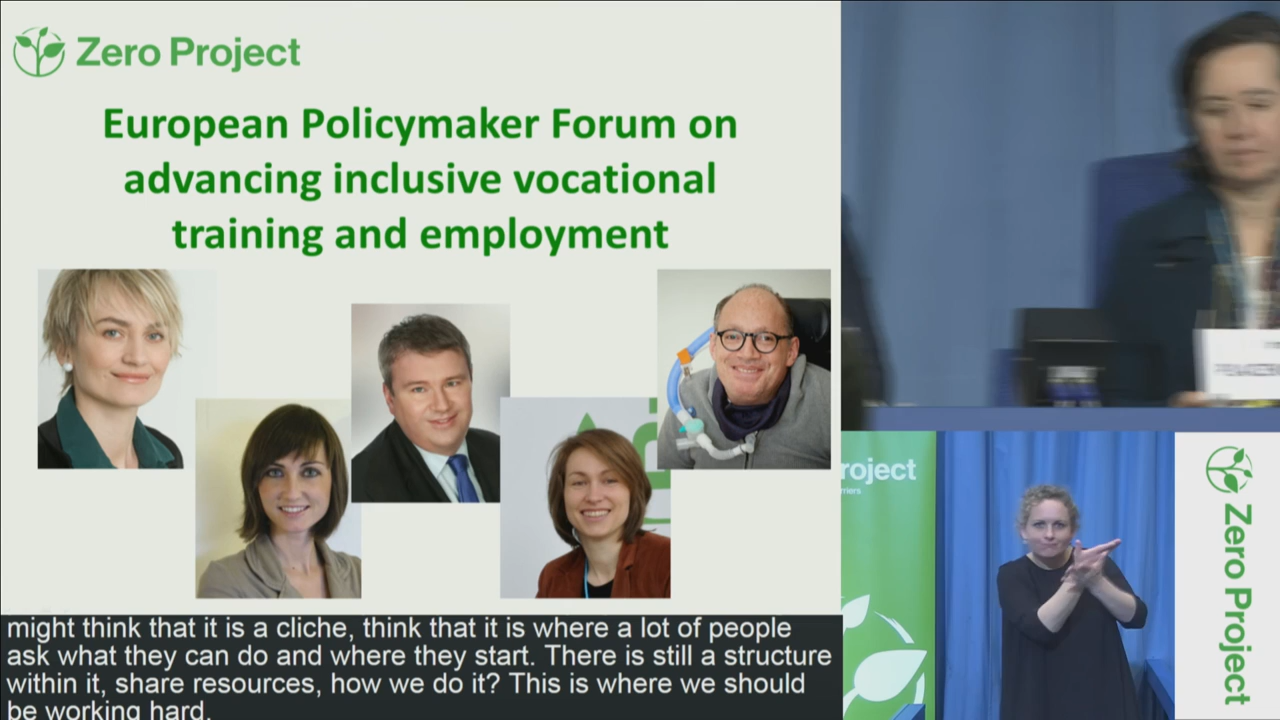 Zero Project
European Policymaker Forum on
advancing inclusive vocational
training and employment
roject
rriers
Zero Project
might think that it is a cliche, think that it is where a lot of people
ask what they can do and where they start. There is still a structure
within it, share resources, how we do it? This is where we should
be working hard.